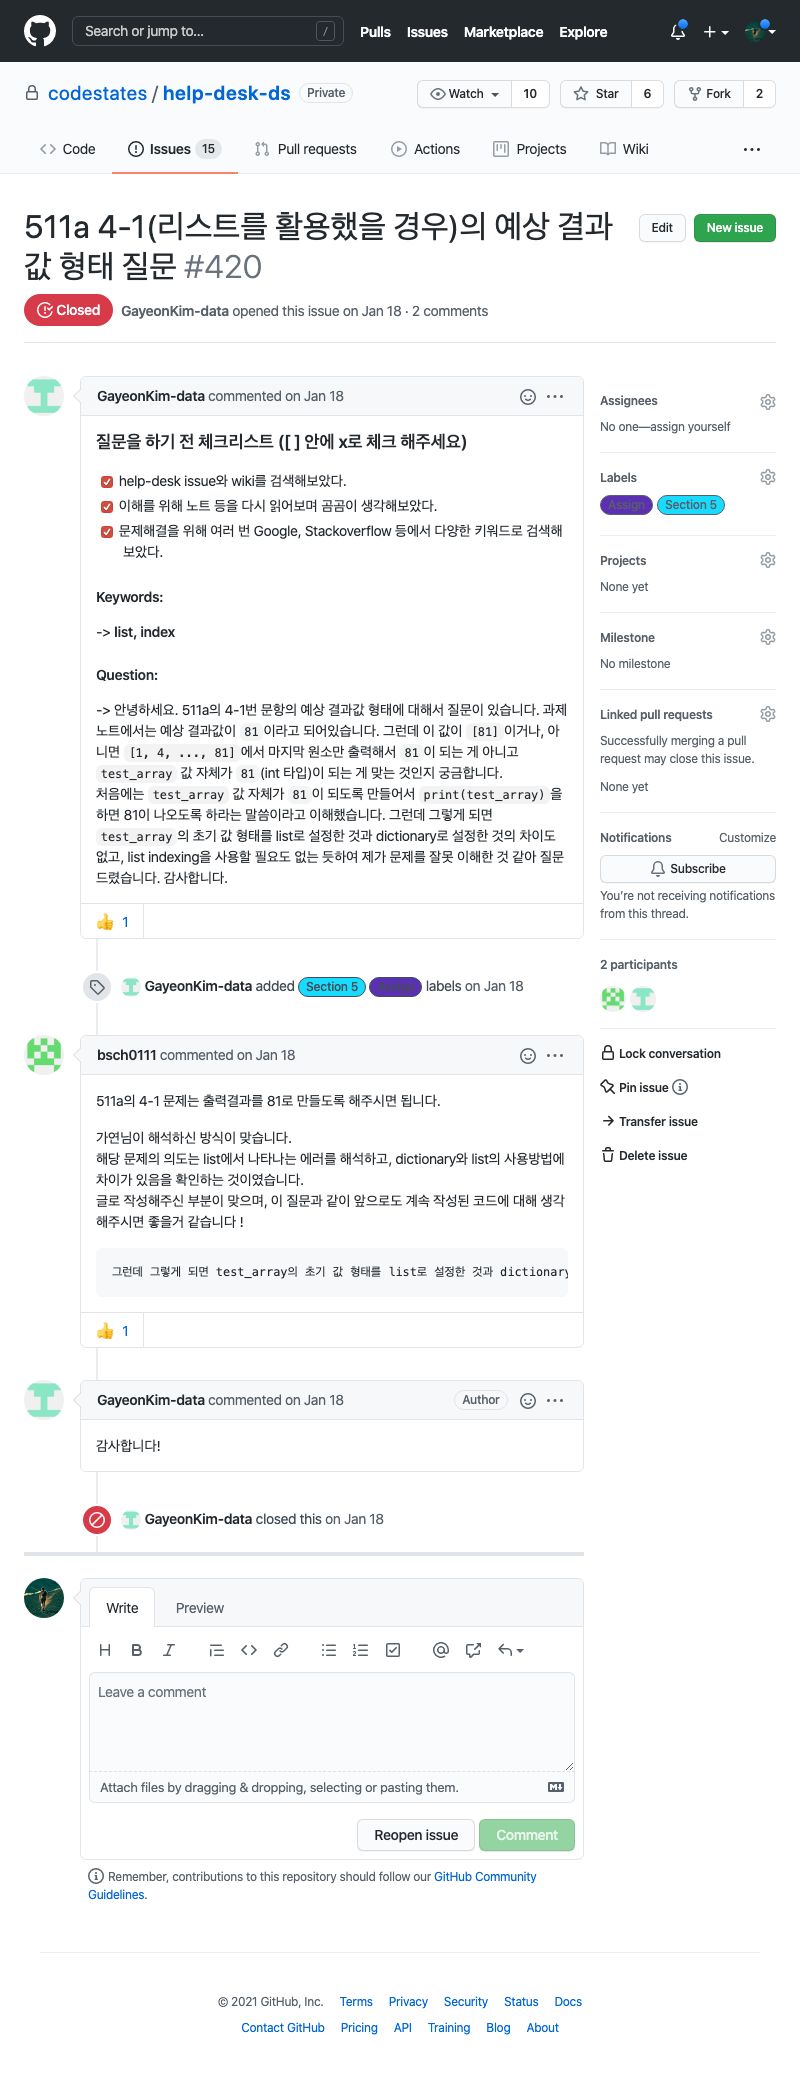 Search or jump to...
/
Pulls
Issues
Marketplace
Explore
codestates / help-desk-ds
Private
Watch
10
Star
6
Fork
2
Code
Issues 15
Pull requests
Actions
Projects
Wiki
511a 4-1(리스트를 활용했을 경우)의 예상 결과
값 형태 질문 #420
Edit
New issue
Closed
GayeonKim-data opened this issue on Jan 18 · 2 comments
GayeonKim-data commented on Jan 18
질문을 하기 전 체크리스트 ([ ] 안에 x로 체크 해주세요)
help-desk issue와 wiki를 검색해보았다.
이해를 위해 노트 등을 다시 읽어보며 곰곰이 생각해보았다.
문제해결을 위해 여러 번 Google, Stackoverflow 등에서 다양한 키워드로 검색해
보았다.
Keywords:
-> list, index
Question:
-> 안녕하세요. 511a의 4-1번 문항의 예상 결과값 형태에 대해서 질문이 있습니다. 과제
노트에서는 예상 결과값이 81 이라고 되어있습니다. 그런데 이 값이 [81] 이거나, 아
니면 [1, 4, ..., 81] 에서 마지막 원소만 출력해서 81 이 되는 게 아니고
test_array 값 자체가 81 (int 타입)이 되는 게 맞는 것인지 궁금합니다.
처음에는 test_array 값 자체가 81 이 되도록 만들어서 print(test_array) 을
하면 81이 나오도록 하라는 말씀이라고 이해했습니다. 그런데 그렇게 되면
test_array 의 초기 값 형태를 list로 설정한 것과 dictionary로 설정한 것의 차이도
없고, list indexing을 사용할 필요도 없는 듯하여 제가 문제를 잘못 이해한 것 같아 질문
드렸습니다. 감사합니다.
1
GayeonKim-data added Section 5 Assign labels on Jan 18
bsch0111 commented on Jan 18
511a의 4-1 문제는 출력결과를 81로 만들도록 해주시면 됩니다.
가연님이 해석하신 방식이 맞습니다.
해당 문제의 의도는 list에서 나타나는 에러를 해석하고, dictionary와 list의 사용방법에
차이가 있음을 확인하는 것이였습니다.
글로 작성해주신 부분이 맞으며, 이 질문과 같이 앞으로도 계속 작성된 코드에 대해 생각
해주시면 좋을거 같습니다 !
그런데 그렇게 되면 test_array의 초기 값 형태를 list로 설정한 것과 dictionary
1
GayeonKim-data commented on Jan 18
Author
감사합니다!
GayeonKim-data closed this on Jan 18
Write
Preview
H B I
Leave a comment
Attach files by dragging & dropping, selecting or pasting them.
Reopen issue
Comment
Remember, contributions to this repository should follow our GitHub Community
Guidelines.
Assignees
No one—assign yourself
Labels
Assign
Section 5
Projects
None yet
Milestone
No milestone
Linked pull requests
Successfully merging a pull
request may close this issue.
None yet
Notifications
Customize
Subscribe
You're not receiving notifications
from this thread.
2 participants
Lock conversation
Pin issue
Transfer issue
Delete issue
© 2021 GitHub, Inc.
Terms
Privacy
Security
Status
Docs
Contact GitHub
Pricing
API
Training
Blog
About